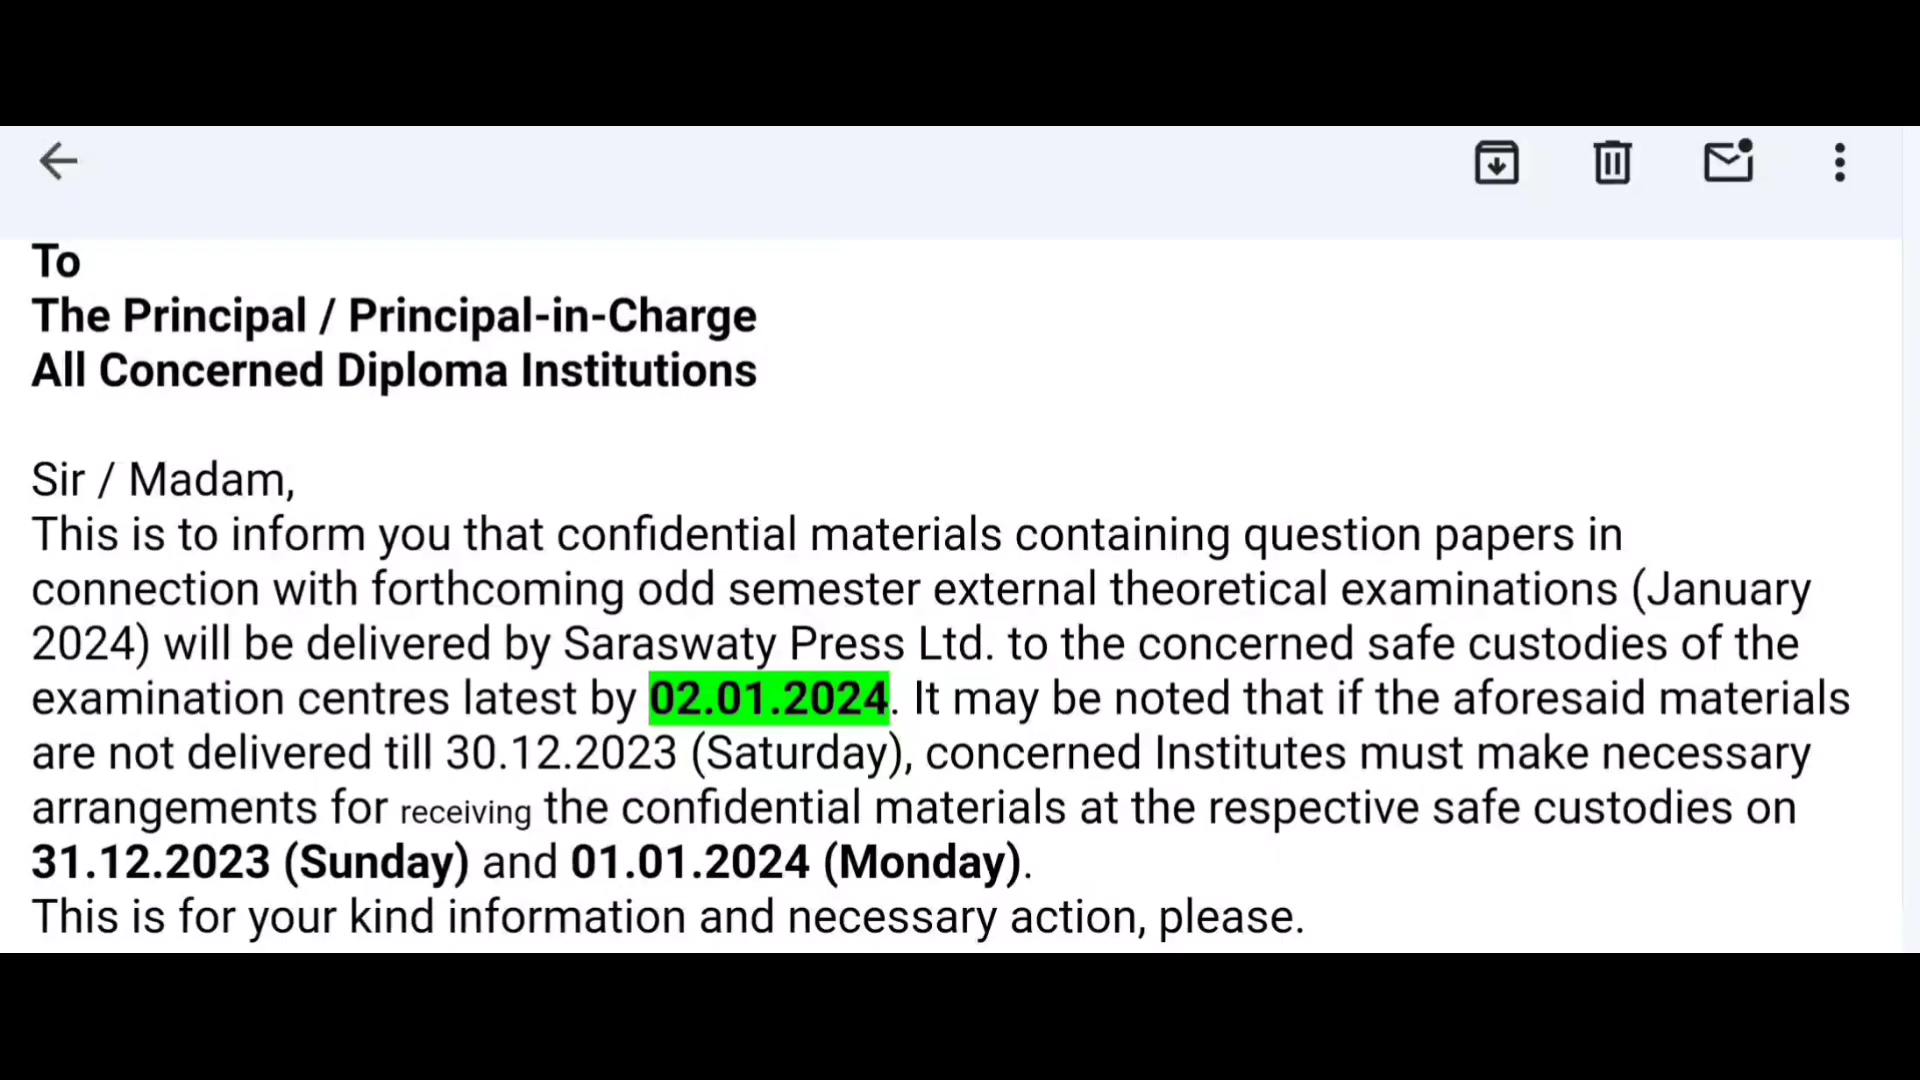 To
The Principal / Principal-in-Charge
All Concerned Diploma Institutions
Sir / Madam,
This is to inform you that confidential materials containing question papers in
connection with forthcoming odd semester external theoretical examinations (January
2024) will be delivered by Saraswaty Press Ltd. to the concerned safe custodies of the
examination centres latest by 02.01.2024. It may be noted that if the aforesaid materials
are not delivered till 30.12.2023 (Saturday), concerned Institutes must make necessary
arrangements for receiving the confidential materials at the respective safe custodies on
31.12.2023 (Sunday) and 01.01.2024 (Monday).
This is for your kind information and necessary action, please.